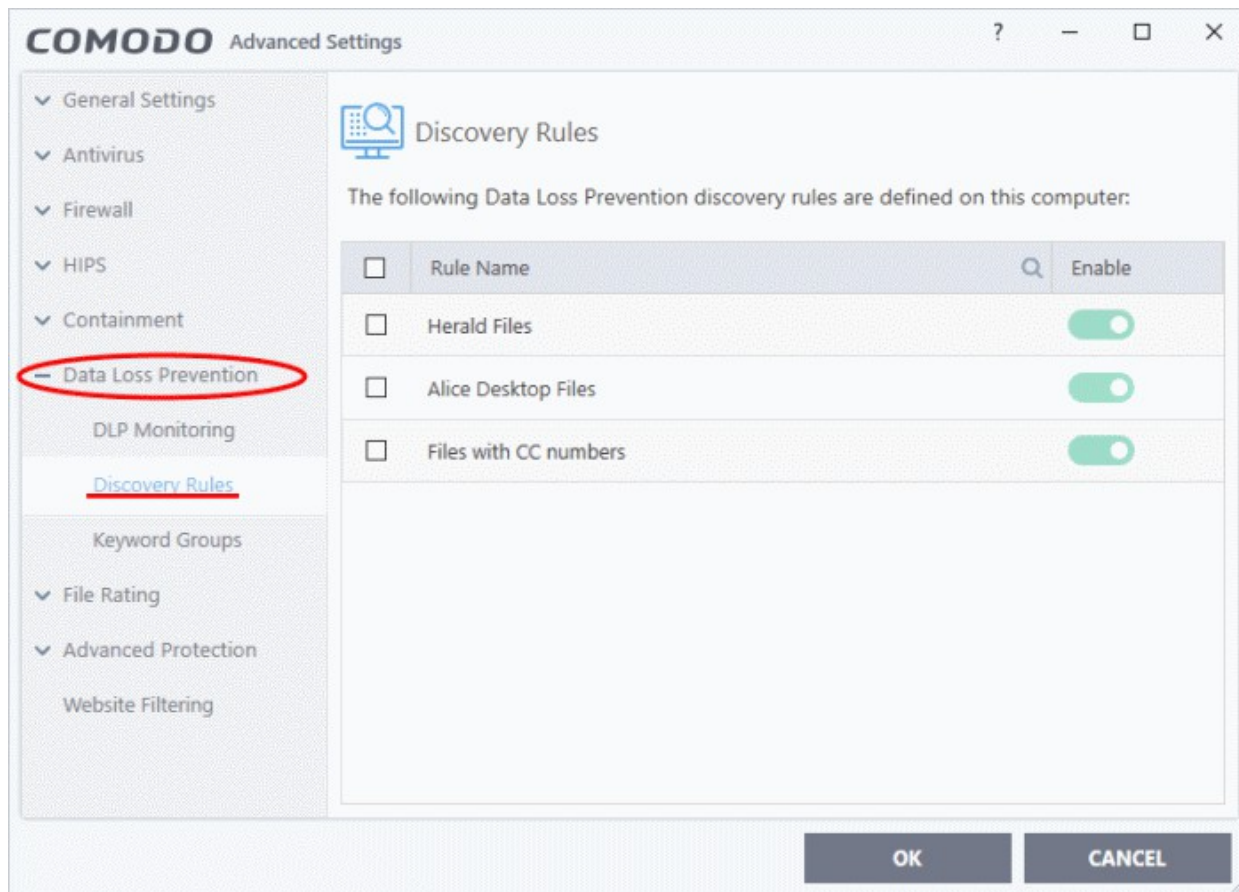 COMODO Advanced Settings ?
General Settings
Antivirus
Firewall
HIPS
Containment
Data Loss Prevention
DLP Monitoring
Discovery Rules
Keyword Groups
File Rating
Advanced Protection
Website Filtering
Discovery Rules
The following Data Loss Prevention discovery rules are defined on this computer:
Rule Name Enable
Herald Files
Alice Desktop Files
Files with CC numbers
OK CANCEL